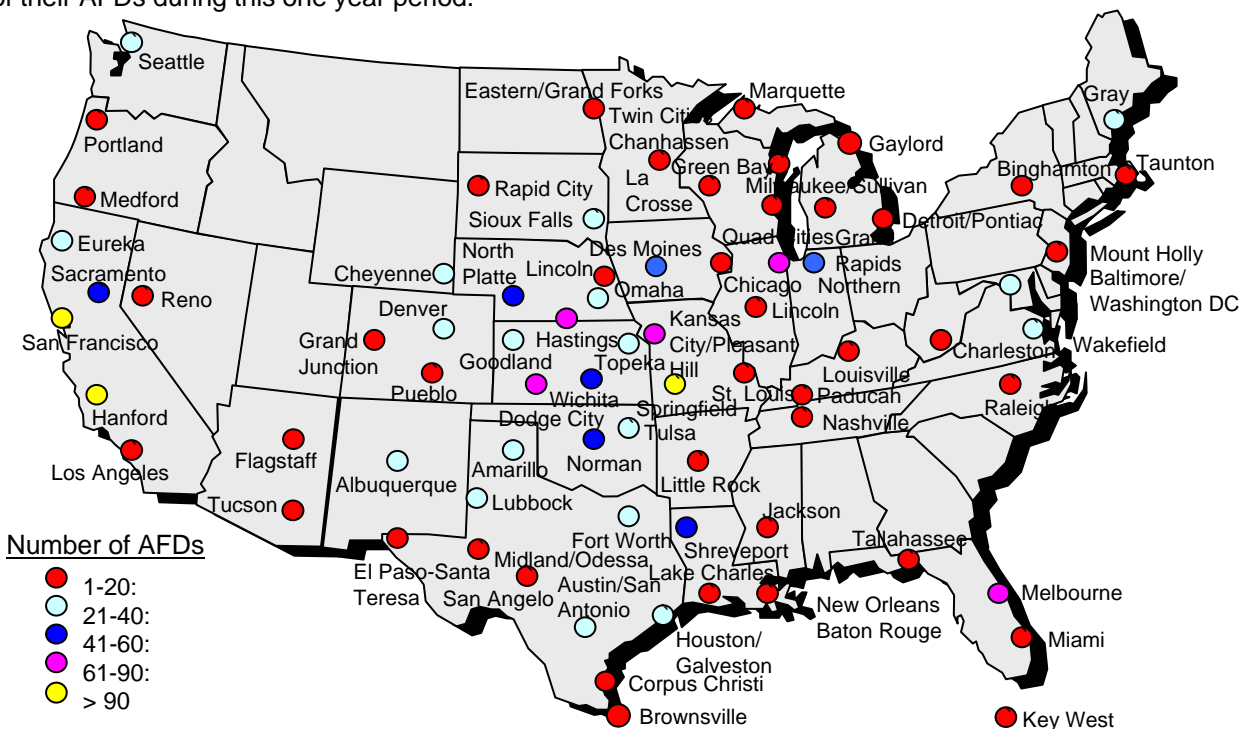 of their AFDs during this one year period.
Seattle
Portland
Medford
Eureka
Sacramento
Reno
San Francisco
Hanford
Los Angeles
Flagstaff
Tucson
Eastern/Grand Forks
Twin Cities
Chanhassen
Marquette
Gaylord
Green Bay
La
Crosse
Milwaukee/Sullivan
Rapid City
Sioux Falls
Detroit/Pontiac
Gray
Binghamton
Taunton
Mount Holly
Baltimore/
Washington DC
Wakefield
Charleston
Raleigh
Quad Cities
Grand
Rapids
Northern
Des Moines
Chicago
Lincoln
North
Platte
Lincoln
Omaha
Cheyenne
Denver
Grand
Junction
Pueblo
Goodland
Hastings
Topeka
Kansas
City/Pleasant
Hill
Wichita
Dodge City
Springfield
St. Louis
Louisville
Paducah
Nashville
Tulsa
Norman
Amarillo
Albuquerque
Lubbock
Little Rock
Fort Worth
Shreveport
Jackson
Tallahassee
El Paso-Santa
Teresa
Midland/Odessa
San Angelo
Austin/San
Antonio
Lake Charles
New Orleans
Baton Rouge
Houston/
Galveston
Melbourne
Miami
Corpus Christi
Brownsville
Key West
Number of AFDs
1-20:
21-40:
41-60:
61-90:
> 90